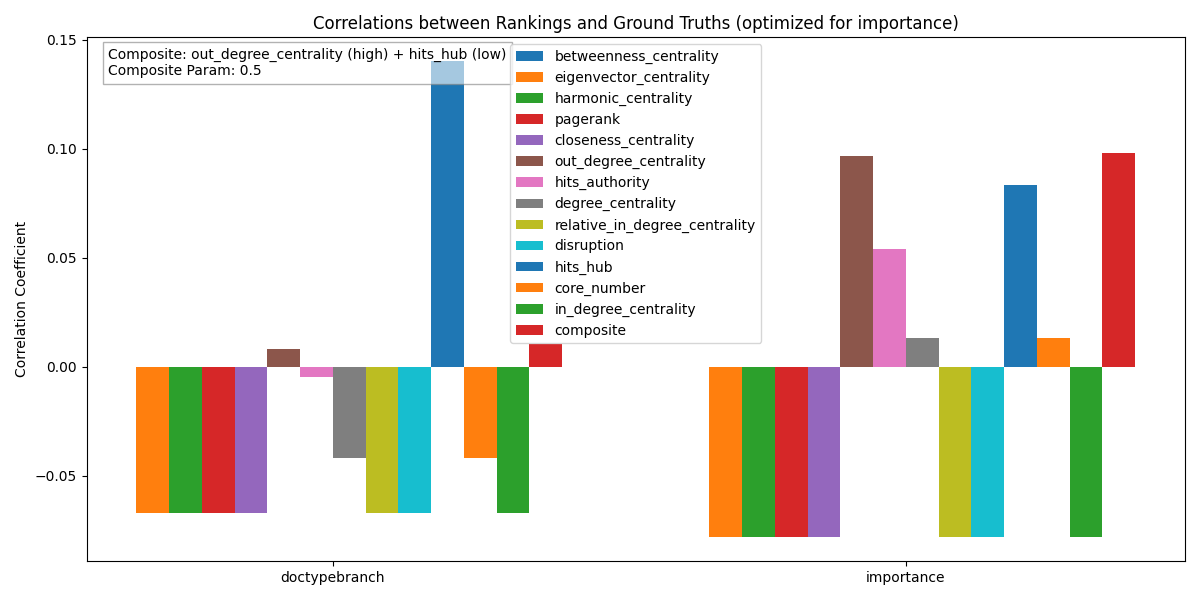 Correlations between Rankings and Ground Truths (optimized for importance)
Composite: out_degree_centrality (high) + hits_hub (low)
Composite Param: 0.5
betweenness_centrality
eigenvector_centrality
harmonic_centrality
pagerank
closeness_centrality
out_degree_centrality
hits_authority
degree_centrality
relative_in_degree_centrality
disruption
hits_hub
core_number
in_degree_centrality
composite
Correlation Coefficient
0.15
0.10
0.05
0.00
−0.05
doctypebranch
importance